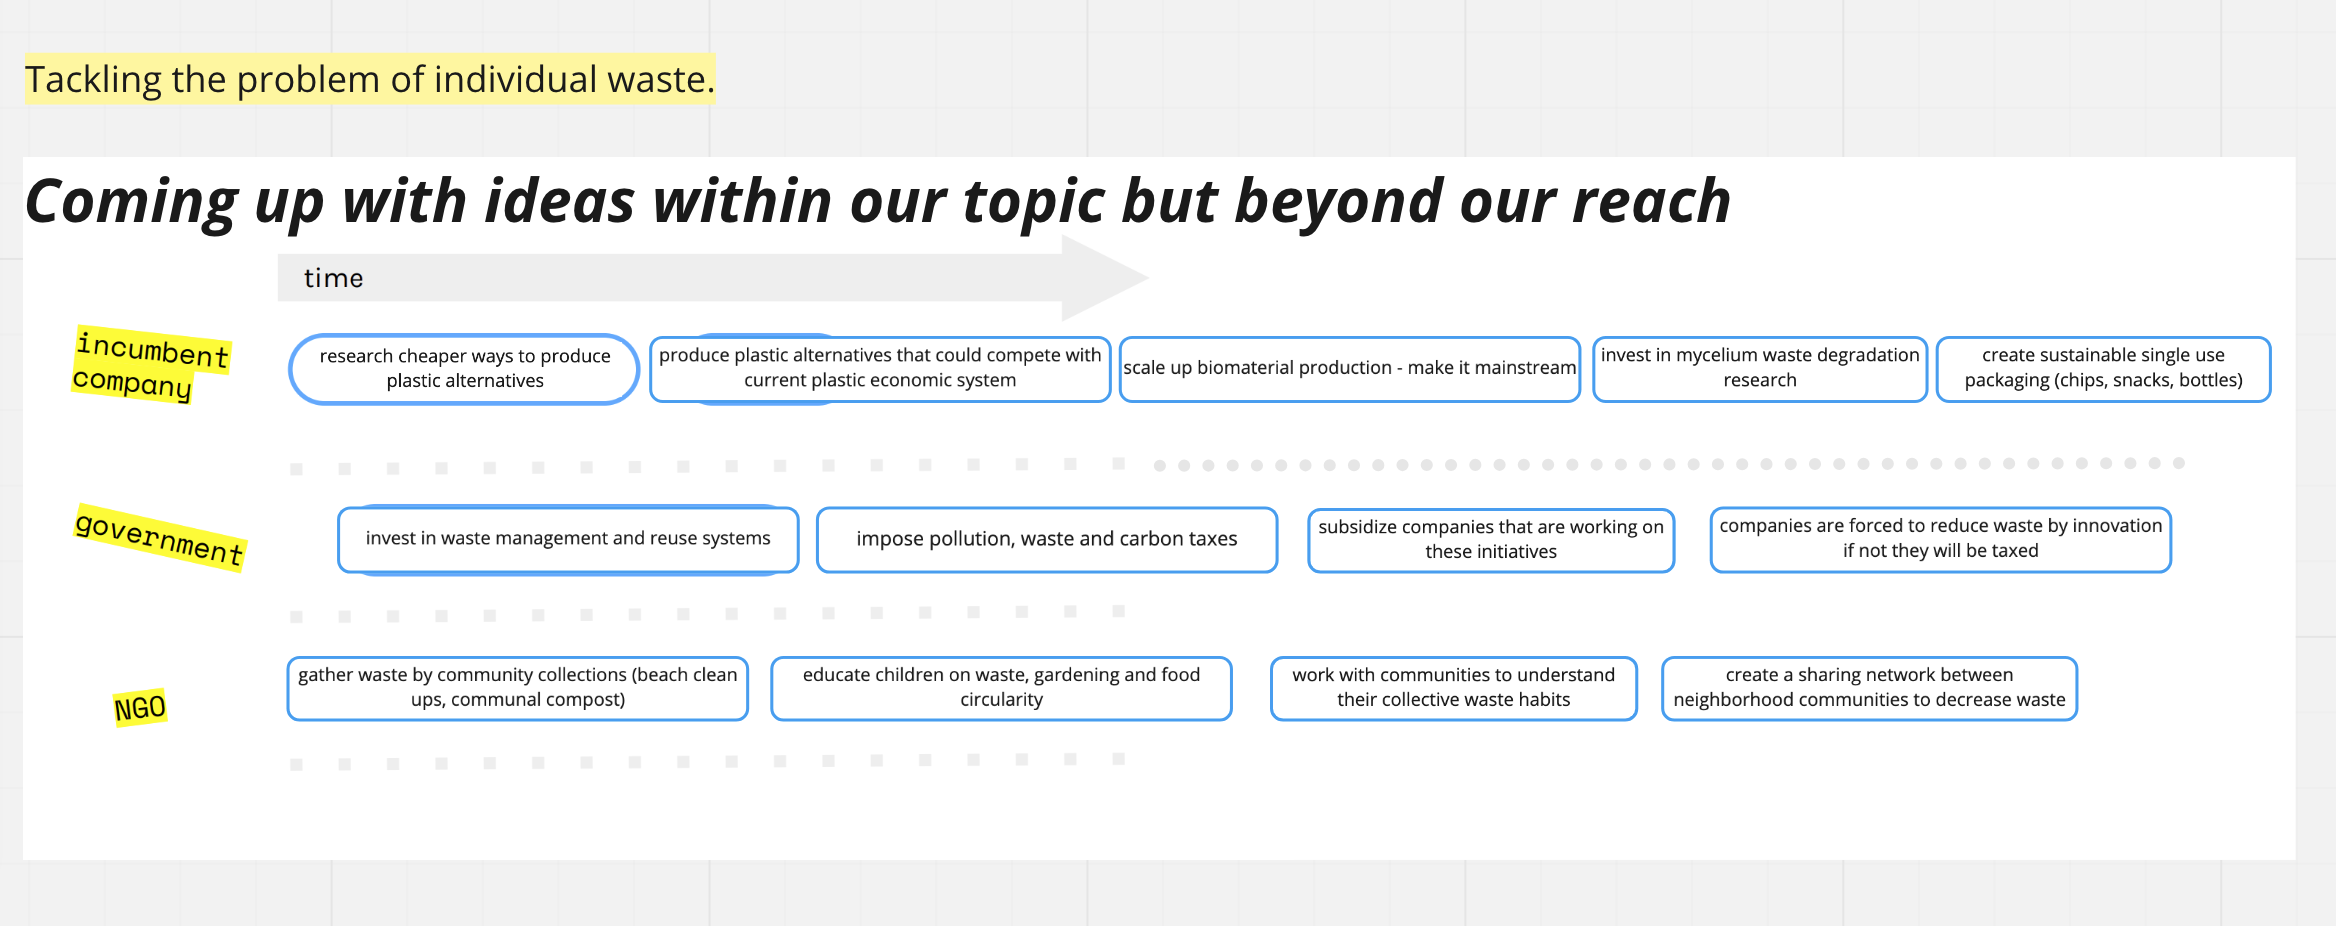 Tackling the problem of individual waste.
Coming up with ideas within our topic but beyond our reach
time
incumbent
company
research cheaper ways to produce
plastic alternatives
produce plastic alternatives that could compete with
current plastic economic system
scale up biomaterial production - make it mainstream
invest in mycelium waste degradation
research
create sustainable single use
packaging (chips, snacks, bottles)
government
invest in waste management and reuse systems
impose pollution, waste and carbon taxes
subsidize companies that are working on
these initiatives
companies are forced to reduce waste by innovation
if not they will be taxed
NGO
gather waste by community collections (beach clean
ups, communal compost)
educate children on waste, gardening and food
circularity
work with communities to understand
their collective waste habits
create a sharing network between
neighborhood communities to decrease waste